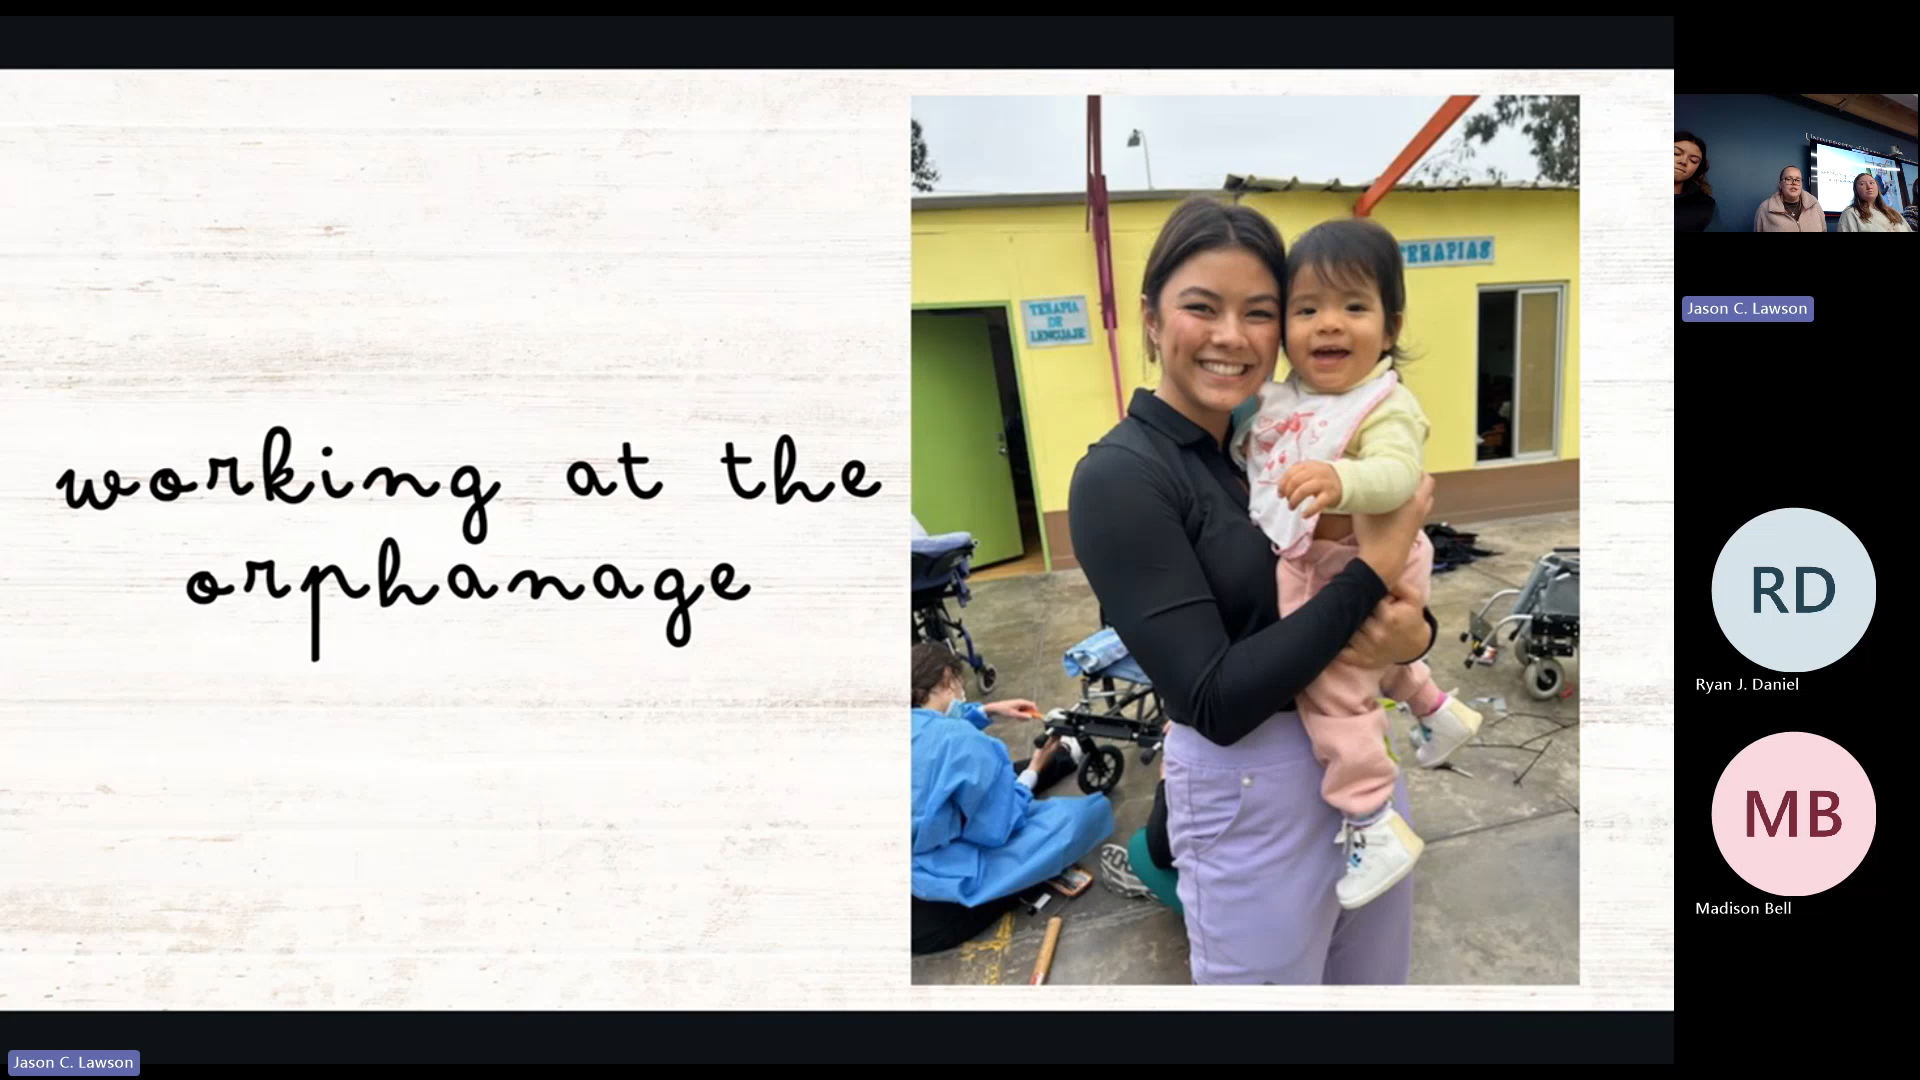 working at the
orphanage
TERAPIAS
TERAPIA
DE
LENGUAJE
Jason C. Lawson
RD
Ryan J. Daniel
MB
Madison Bell
Jason C. Lawson